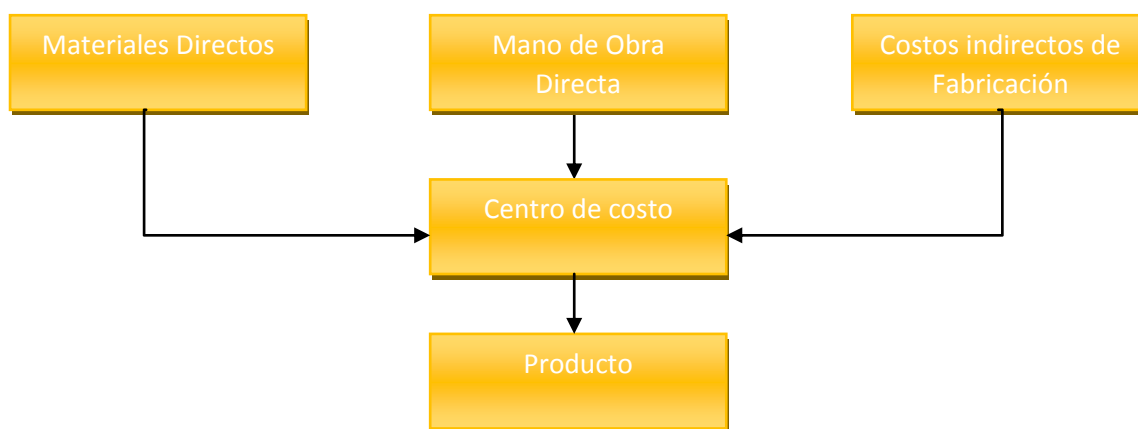 Materiales Directos
Mano de Obra
Directa
Costos indirectos de
Fabricación
Centro de costo
Producto